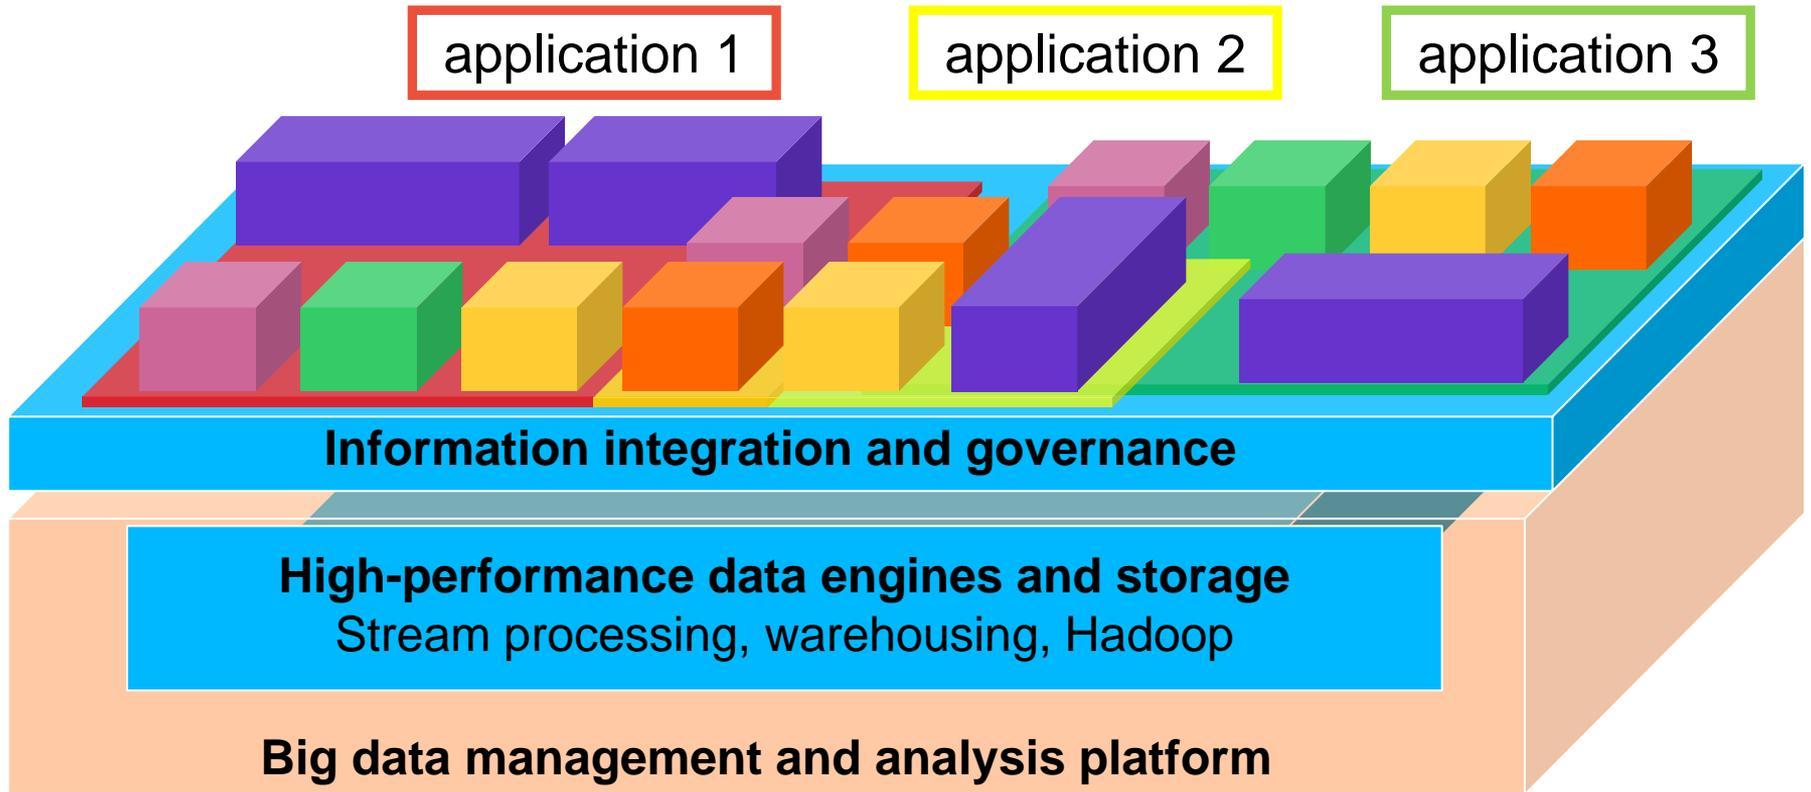 application 1
application 2
application 3
Information integration and governance
High-performance data engines and storage
Stream processing, warehousing, Hadoop
Big data management and analysis platform